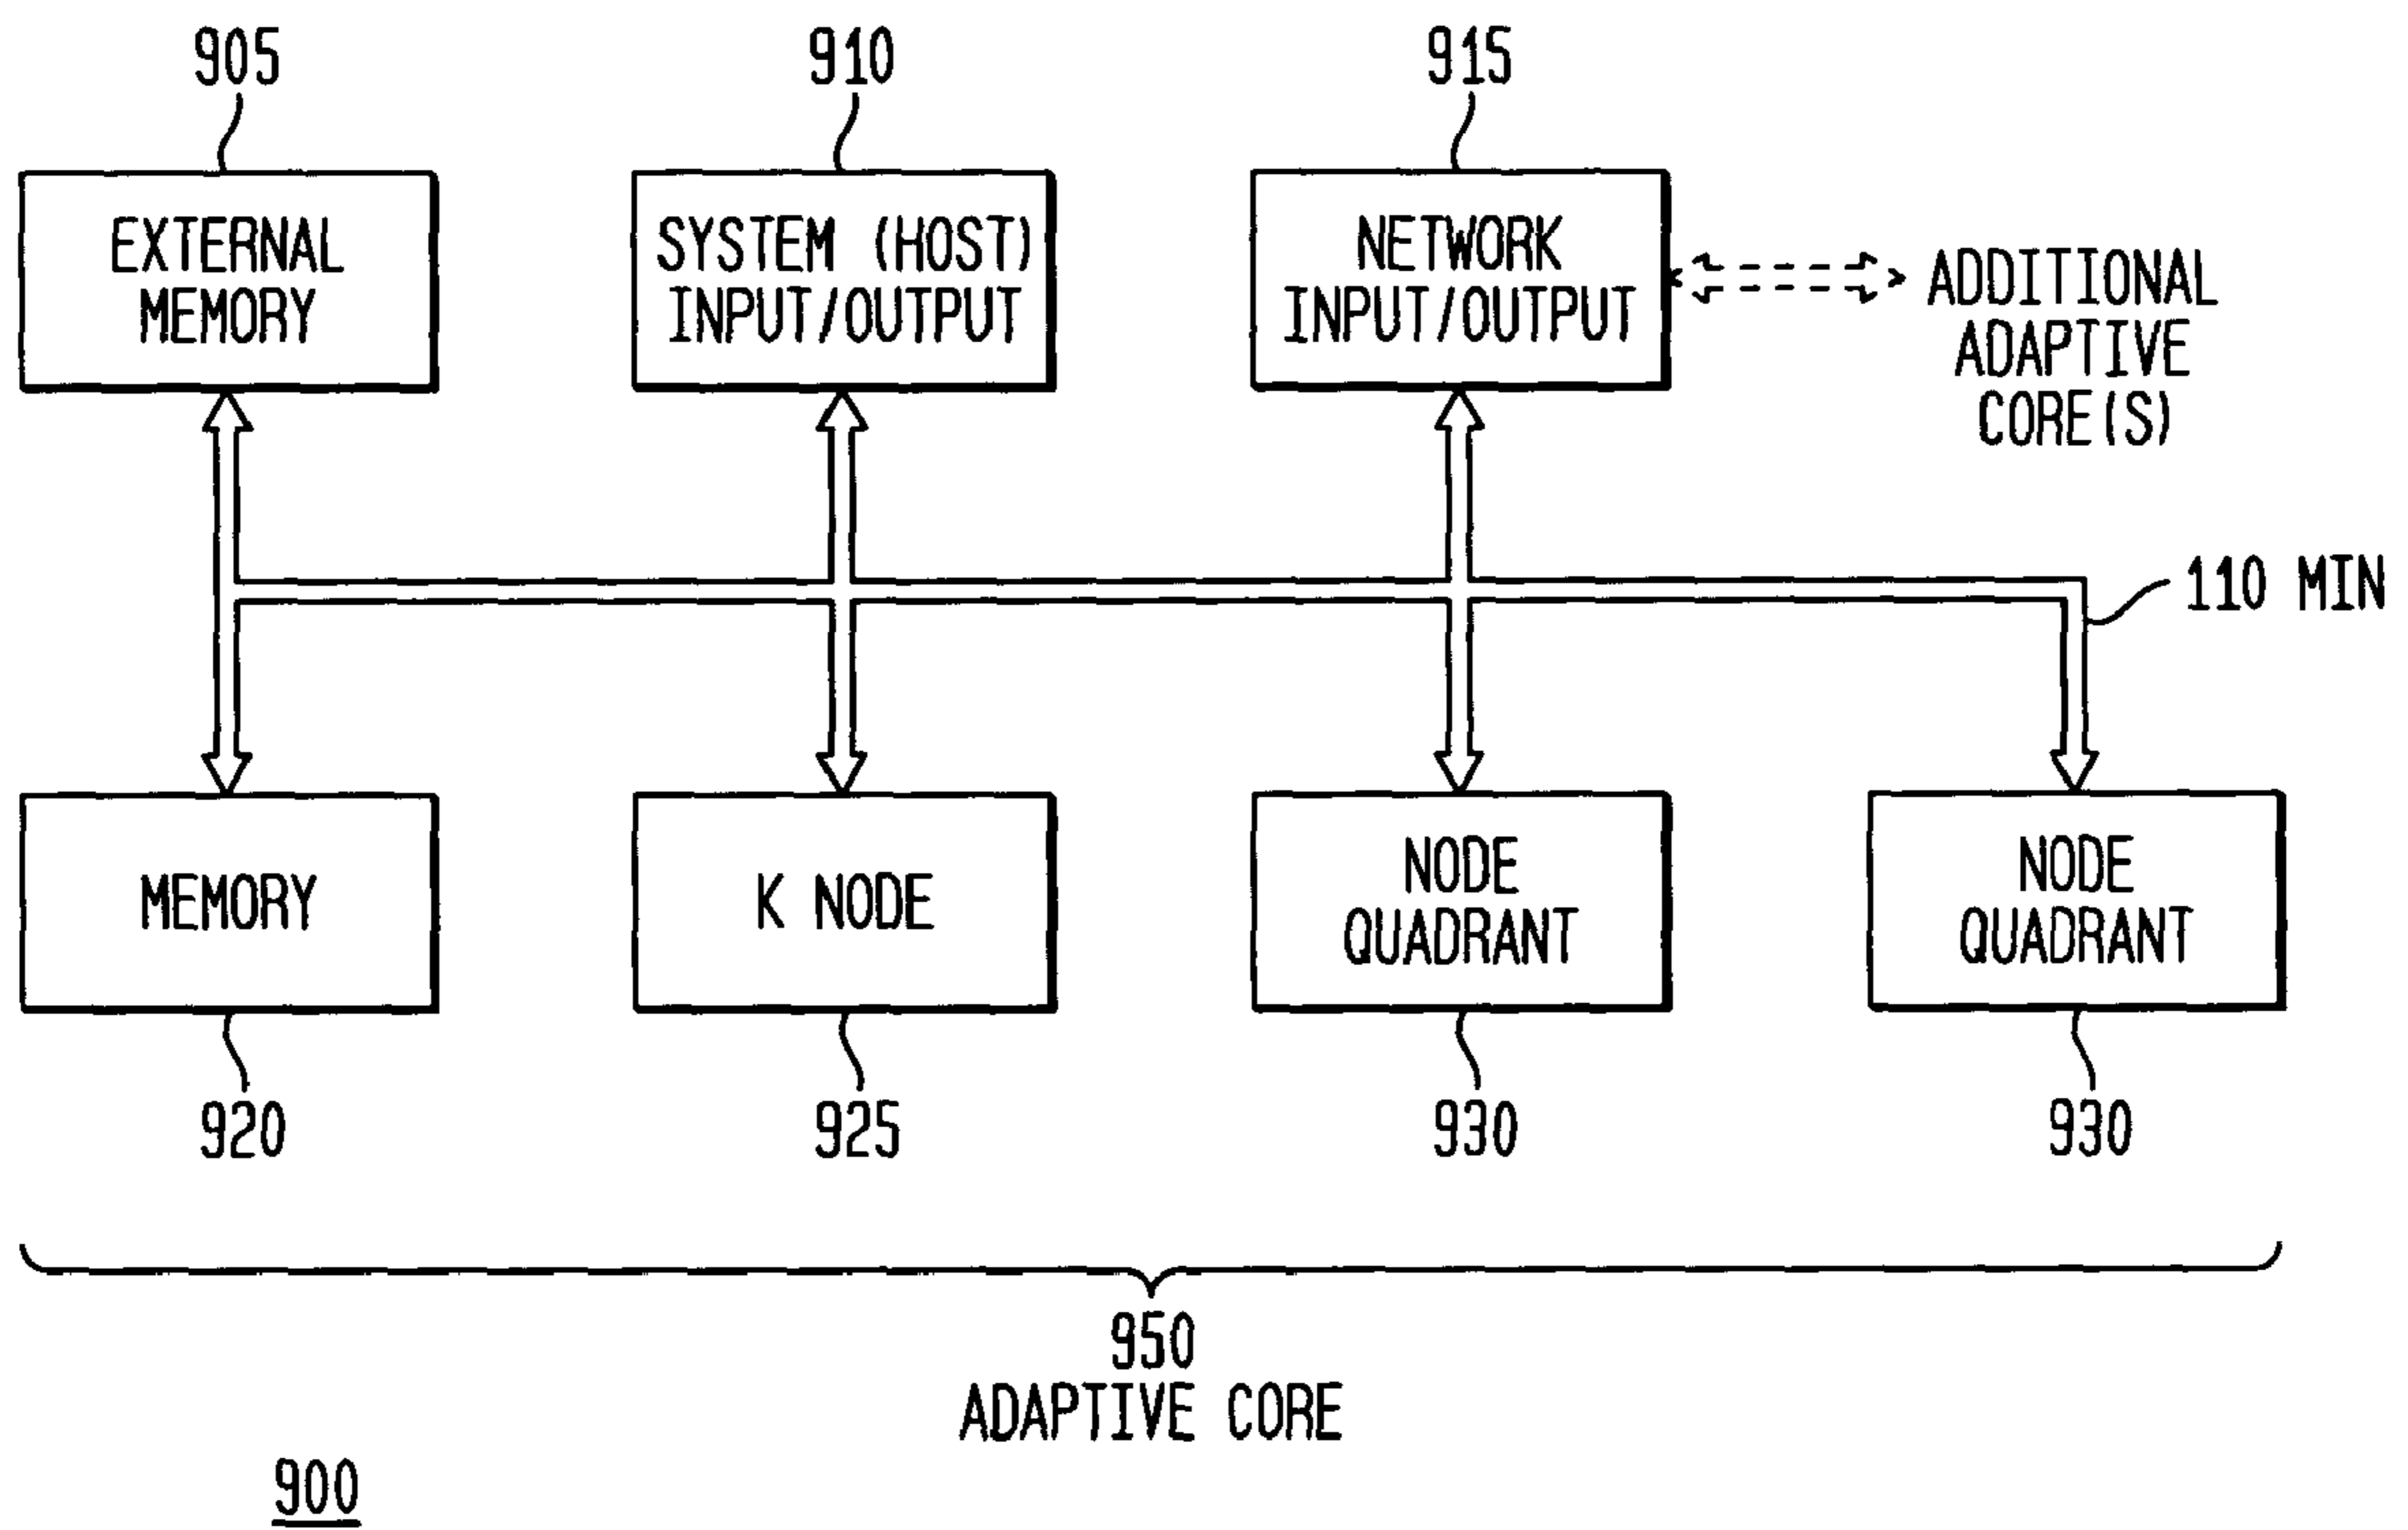 905
910
915
EXTERNAL
MEMORY
SYSTEM (HOST)
INPUT/OUTPUT
NETWORK
INPUT/OUTPUT
ADDITIONAL
ADAPTIVE
CORE(S)
110 MIN
MEMORY
K NODE
NODE
QUADRANT
NODE
QUADRANT
920
925
930
930
950
ADAPTIVE CORE
900